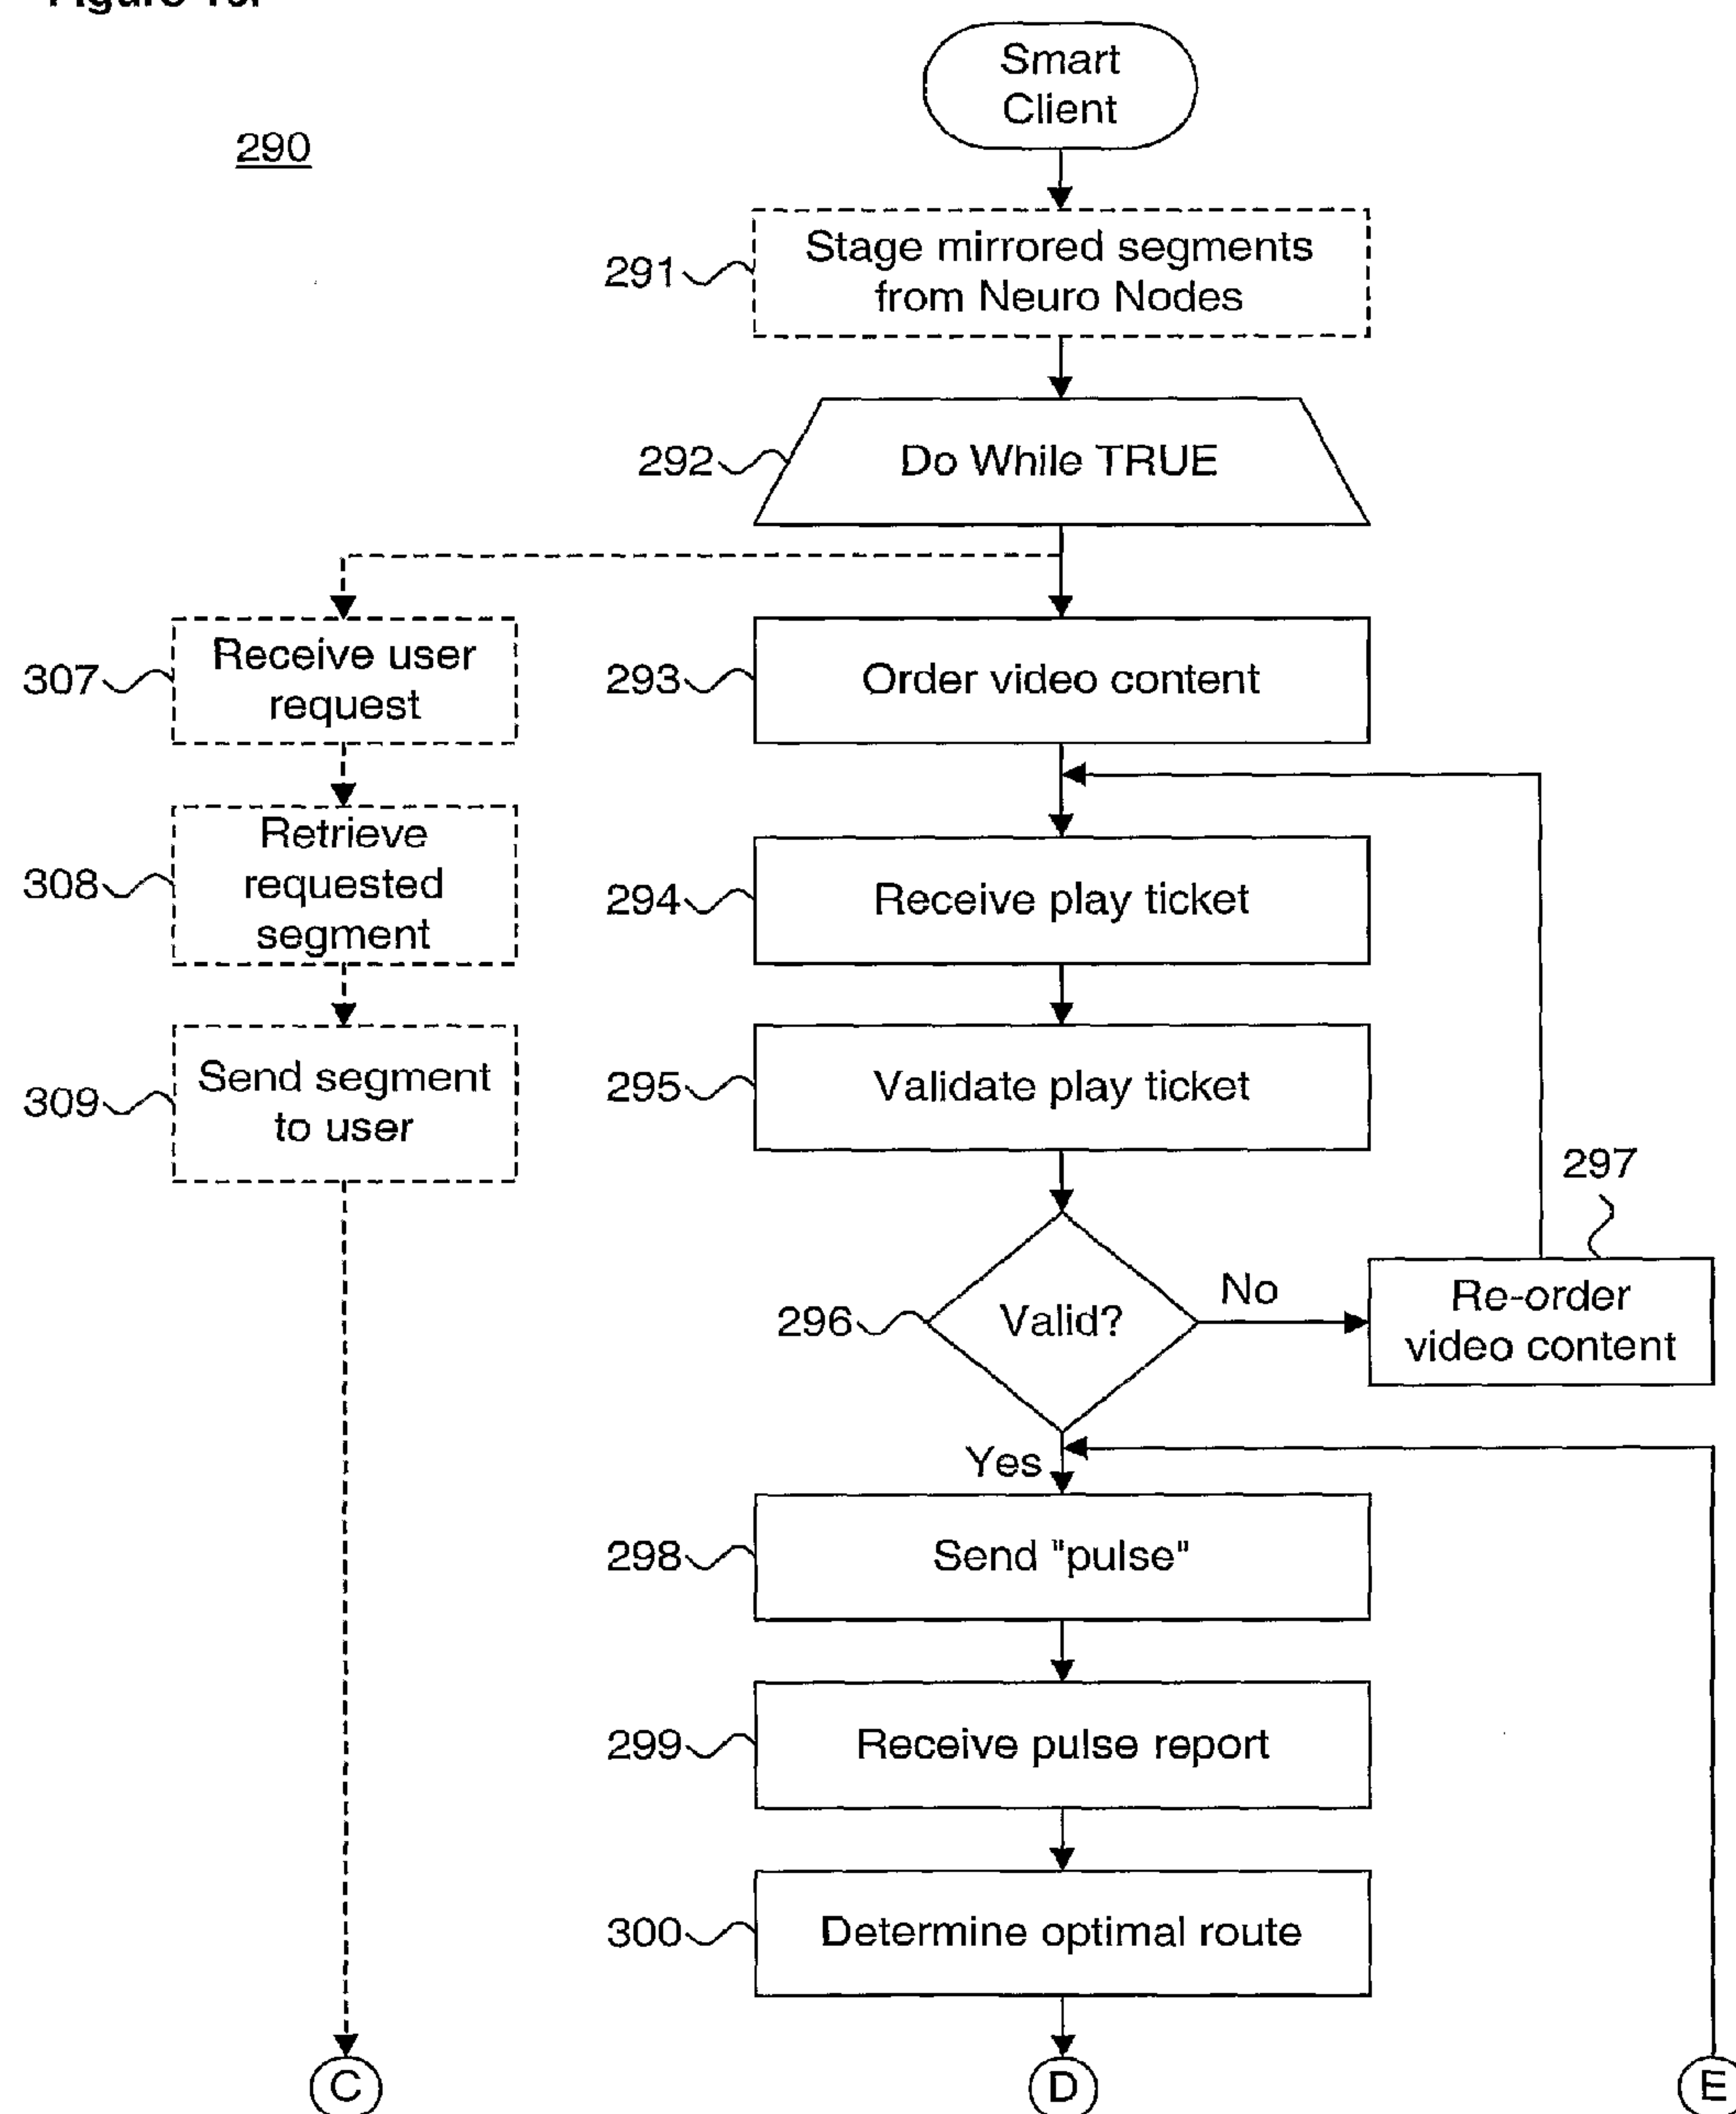 Smart
Client
290
291
Stage mirrored segments
from Neuro Nodes
292
Do While TRUE
307
Receive user
request
293
Order video content
308
Retrieve
requested
segment
294
Receive play ticket
309
Send segment
to user
295
Validate play ticket
297
296
Valid?
No
Re-order
video content
Yes
298
Send "pulse"
299
Receive pulse report
300
Determine optimal route
C
D
E